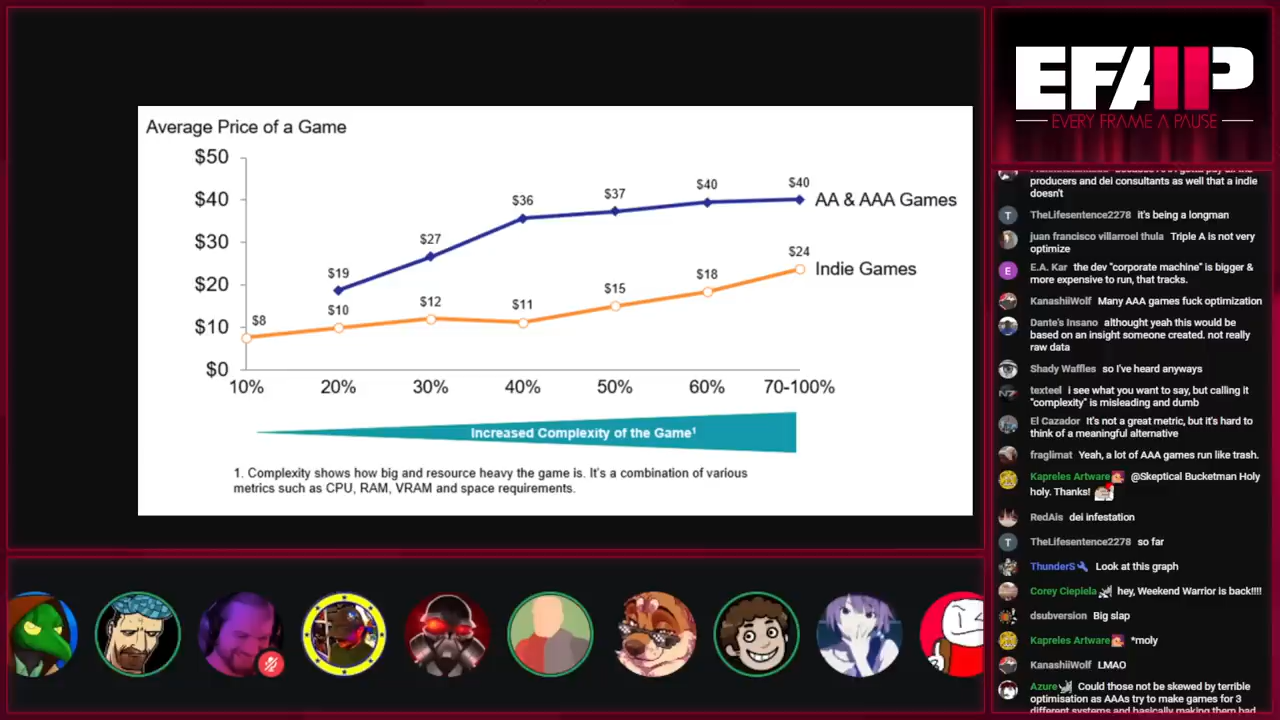 Average Price of a Game
$50
$40
$30
$20
$10
$0
$19
$27
$36
$37
$40
$40
AA & AAA Games
$8
$10
$12
$11
$15
$18
$24
Indie Games
10%
20%
30%
40%
50%
60%
70-100%
Increased Complexity of the Game1
1. Complexity shows how big and resource heavy the game is. It's a combination of various
metrics such as CPU, RAM, VRAM and space requirements.
EFAP
EVERY FRAME A PAUSE
producers and dei consultants as well that a indie
doesn't
T TheLifesentence2278 it's being a longman
juan francisco villarroel thula Triple A is not very
optimize
E E.A. Kar the dev "corporate machine" is bigger &
more expensive to run, that tracks.
KanashiiWolf Many AAA games fuck optimization
Dante's Insano althought yeah this would be
based on an insight someone created. not really
raw data
Shady Waffles so I've heard anyways
N7 texteel i see what you want to say, but calling it
"complexity" is misleading and dumb
El Cazador It's not a great metric, but it's hard to
think of a meaningful alternative
fraglimat Yeah, a lot of AAA games run like trash.
Kapreles Artware @Skeptical Bucketman Holy
holy. Thanks!
RedAis dei infestation
T TheLifesentence2278 so far
ThunderS Look at this graph
Corey Ciepiela hey, Weekend Warrior is back!!!!
dsubversion Big slap
Kapreles Artware *moly
KanashiiWolf LMAO
Azure Could those not be skewed by terrible
optimisation as AAAs try to make games for 3
different systems and basically making them bad